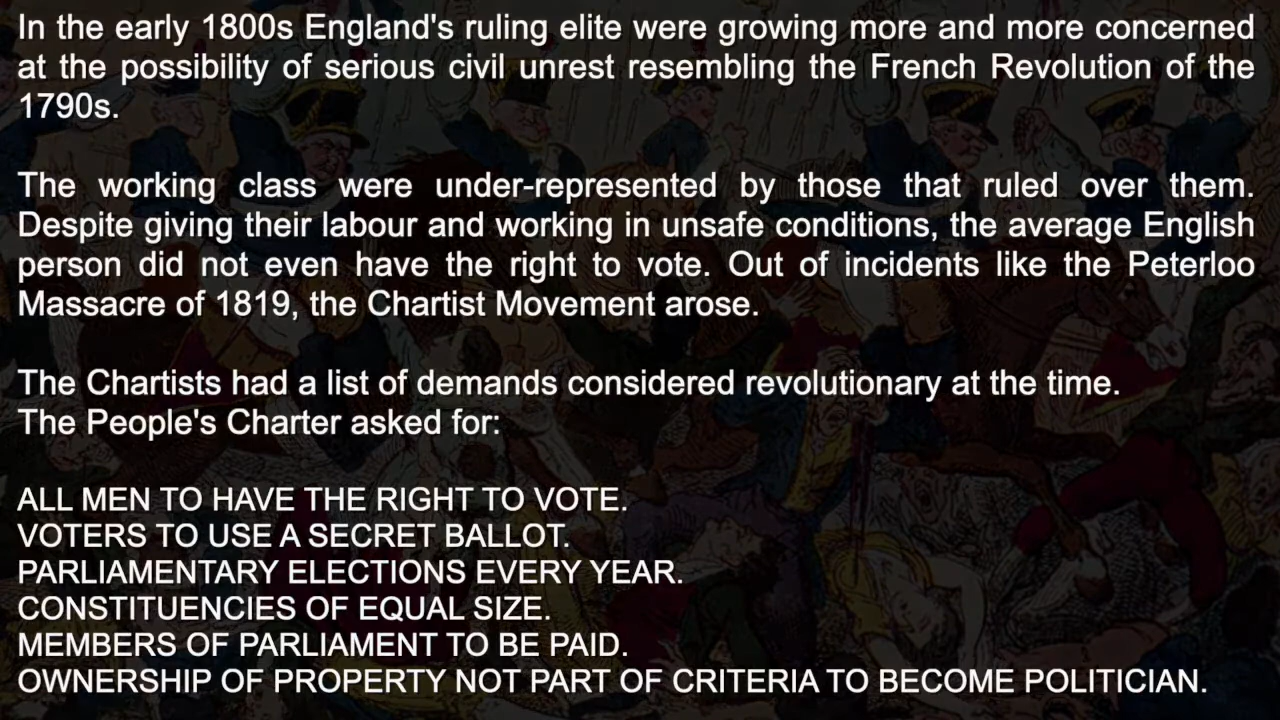 In the early 1800s England's ruling elite were growing more and more concerned
at the possibility of serious civil unrest resembling the French Revolution of the
1790s.
The working class were under-represented by those that ruled over them.
Despite giving their labour and working in unsafe conditions, the average English
person did not even have the right to vote. Out of incidents like the Peterloo
Massacre of 1819, the Chartist Movement arose.
The Chartists had a list of demands considered revolutionary at the time.
The People's Charter asked for:
ALL MEN TO HAVE THE RIGHT TO VOTE.
VOTERS TO USE A SECRET BALLOT.
PARLIAMENTARY ELECTIONS EVERY YEAR.
CONSTITUENCIES OF EQUAL SIZE.
MEMBERS OF PARLIAMENT TO BE PAID.
OWNERSHIP OF PROPERTY NOT PART OF CRITERIA TO BECOME POLITICIAN.